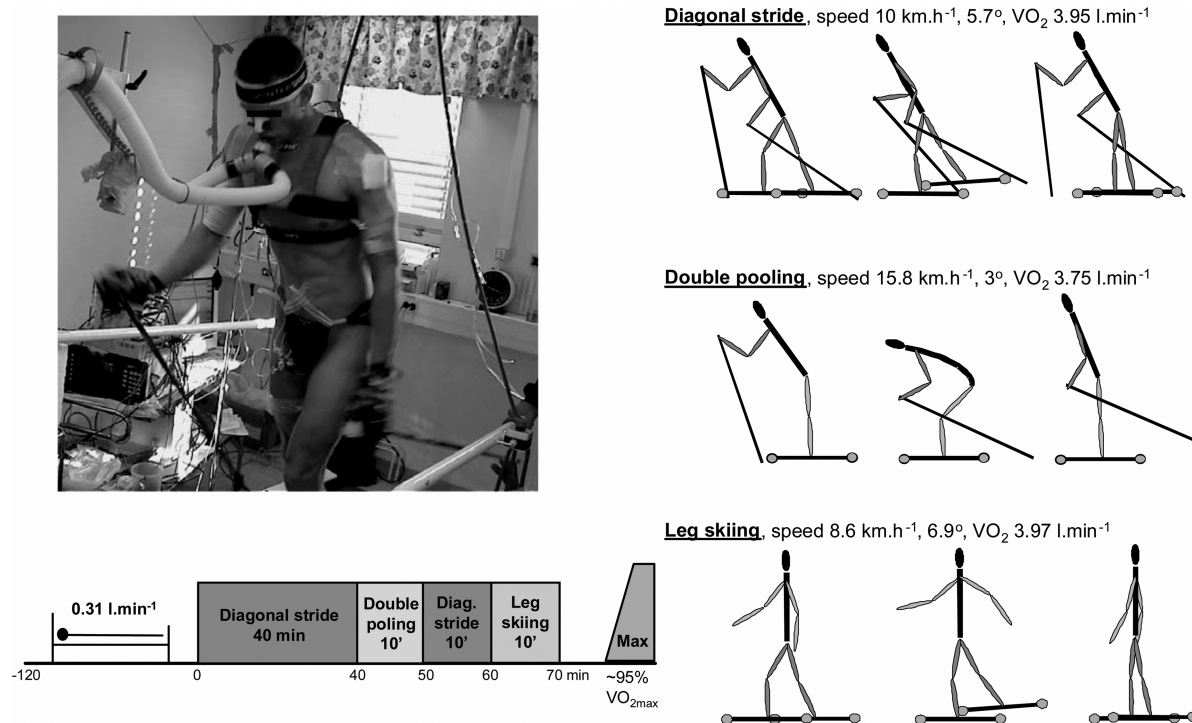 Diagonal stride, speed 10 km.h⁻¹, 5.7º, VO₂ 3.95 l.min⁻¹
Double pooling, speed 15.8 km.h⁻¹, 3º, VO₂ 3.75 l.min⁻¹
Leg skiing, speed 8.6 km.h⁻¹, 6.9º, VO₂ 3.97 l.min⁻¹
0.31 l.min⁻¹
Diagonal stride
40 min
Double
poling
10'
Diag.
stride
10'
Leg
skiing
10'
Max
-120
0
40
50
60
70 min
~95%
VO₂max